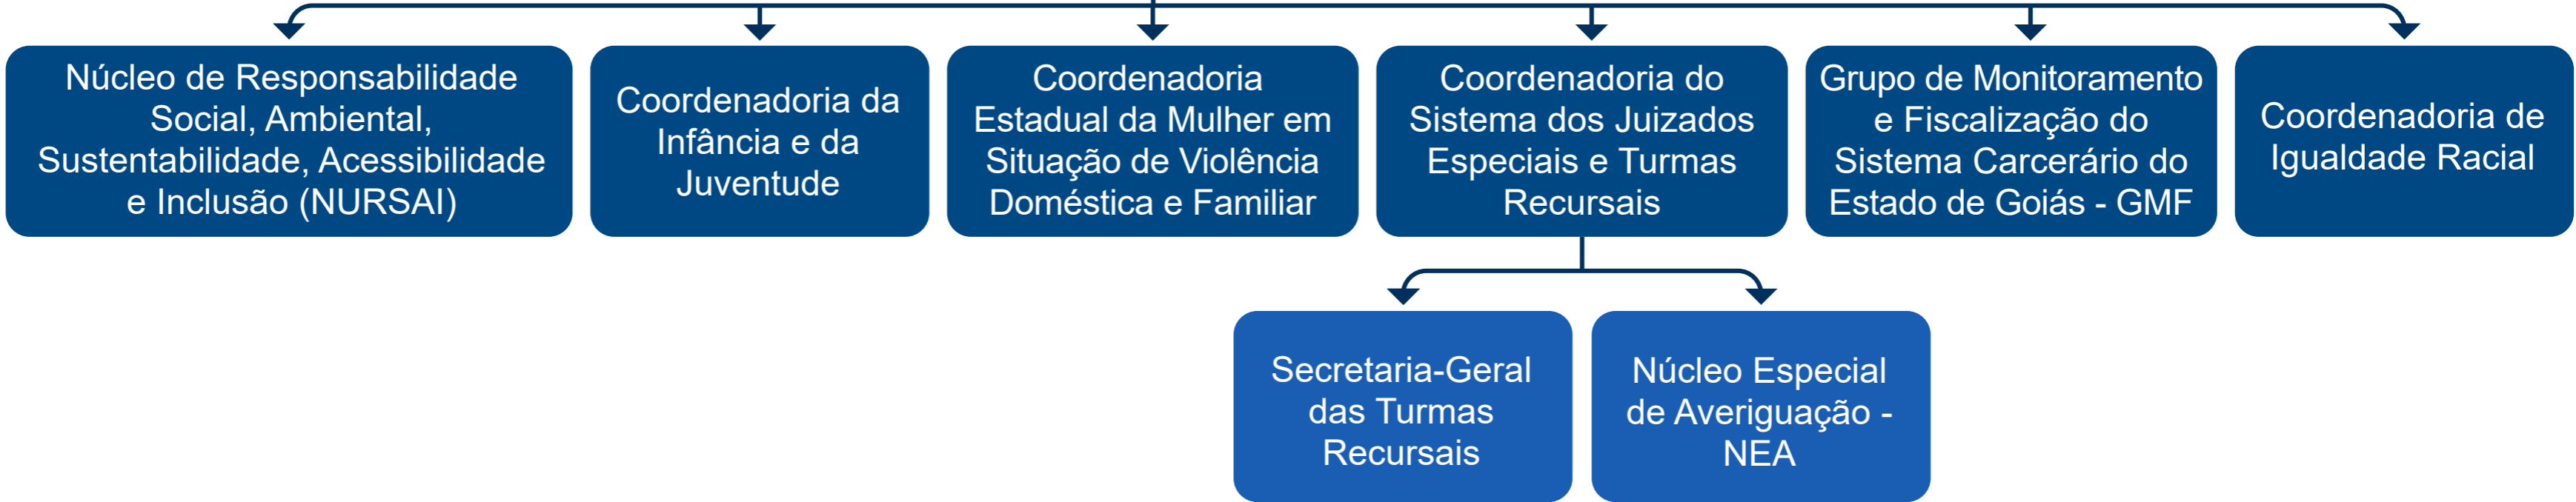 Núcleo de Responsabilidade
Social, Ambiental,
Sustentabilidade, Acessibilidade
e Inclusão (NURSAI)
Coordenadoria da
Infância e da
Juventude
Coordenadoria
Estadual da Mulher em
Situação de Violência
Doméstica e Familiar
Coordenadoria do
Sistema dos Juizados
Especiais e Turmas
Recursais
Grupo de Monitoramento
e Fiscalização do
Sistema Carcerário do
Estado de Goiás - GMF
Coordenadoria de
Igualdade Racial
Secretaria-Geral
das Turmas
Recursais
Núcleo Especial
de Averiguação -
NEA